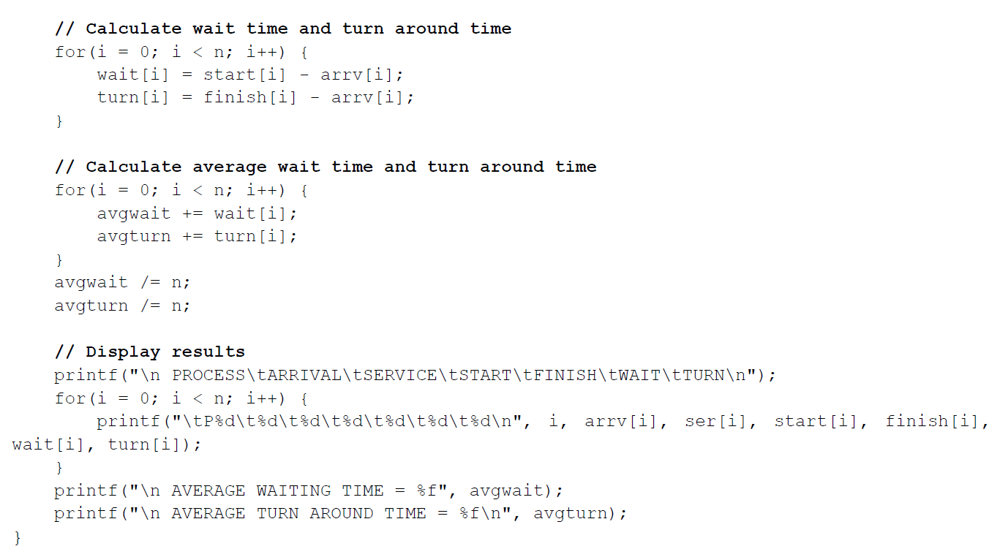 // Calculate wait time and turn around time
for(i = 0; i < n; i++) {
wait[i] = start[i] - arrv[i];
turn[i] = finish[i] - arrv[i];
}
// Calculate average wait time and turn around time
for(i = 0; i < n; i++) {
avgwait += wait[i];
avgturn += turn[i];
}
avgwait /= n;
avgturn /= n;
// Display results
printf("\n PROCESS\tARRIVAL\tSERVICE\tSTART\tFINISH\tWAIT\tTURN\n");
for(i = 0; i < n; i++) {
printf("\tP%d\t%d\t%d\t%d\t%d\t%d\t%d\n", i, arrv[i], ser[i], start[i], finish[i],
wait[i], turn[i]);
}
printf("\n AVERAGE WAITING TIME = %f", avgwait);
printf("\n AVERAGE TURN AROUND TIME = %f\n", avgturn);
}